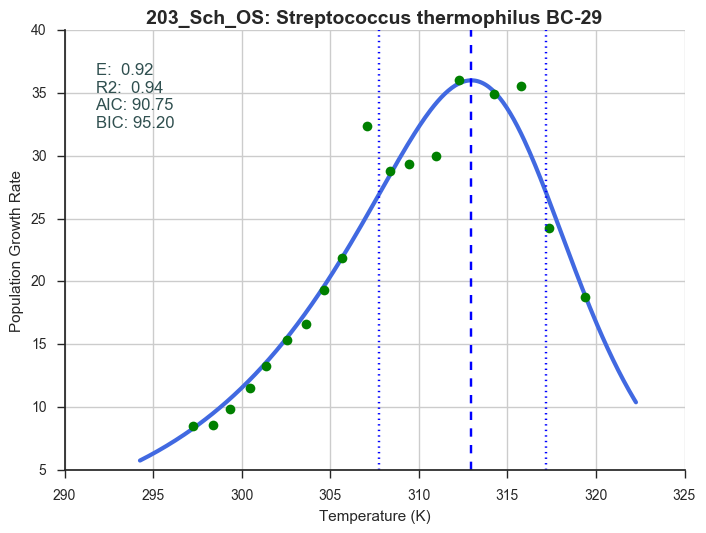 203_Sch_OS: Streptococcus thermophilus BC-29
40
35
30
25
20
15
10
5
E:  0.92
R2:  0.94
AIC: 90.75
BIC: 95.20
Population Growth Rate
290 295 300 305 310 315 320 325
Temperature (K)